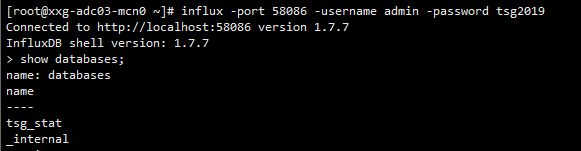 [root@xxg-adc03-mcn0 ~]# influx -port 58086 -username admin -password tsg2019
Connected to http://localhost:58086 version 1.7.7
InfluxDB shell version: 1.7.7
> show databases;
name: databases
name
----
tsg_stat
_internal